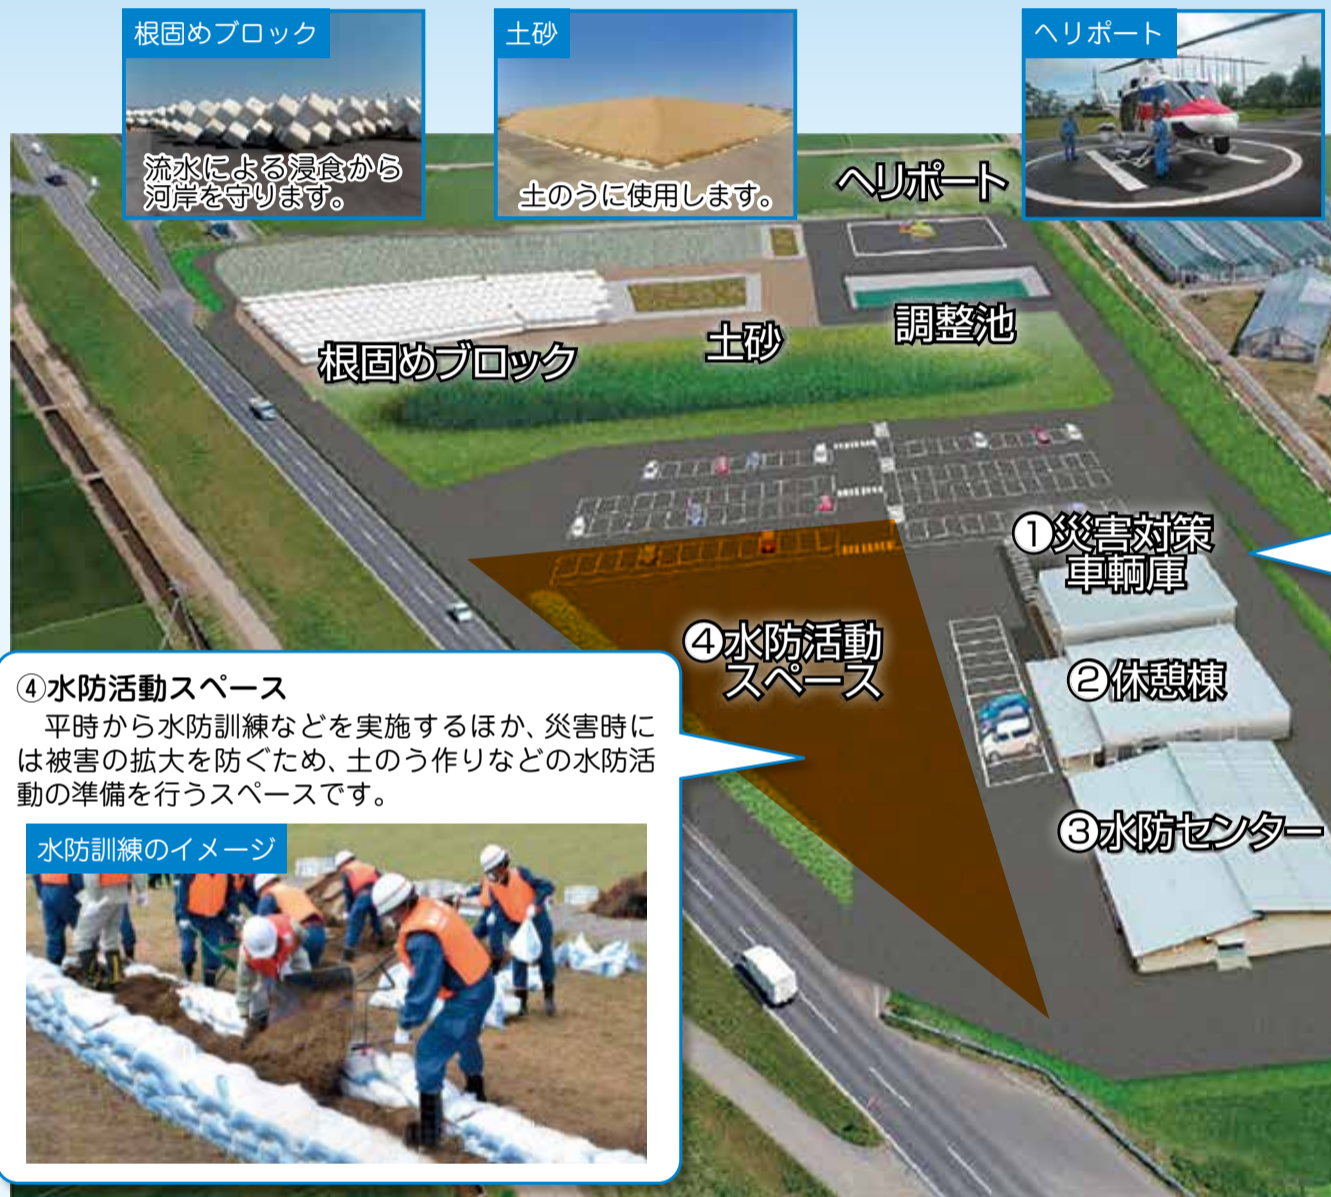 根固めブロック
流水による浸食から
河岸を守ります。
土砂
土のうに使用します。
ヘリポート
ヘリポート
根固めブロック
土砂
調整池
①災害対策
車輌庫
④水防活動
スペース
②休憩棟
③水防センター
④水防活動スペース
平時から水防訓練などを実施するほか、災害時に
は被害の拡大を防ぐため、土のう作りなどの水防活
動の準備を行うスペースです。
水防訓練のイメージ